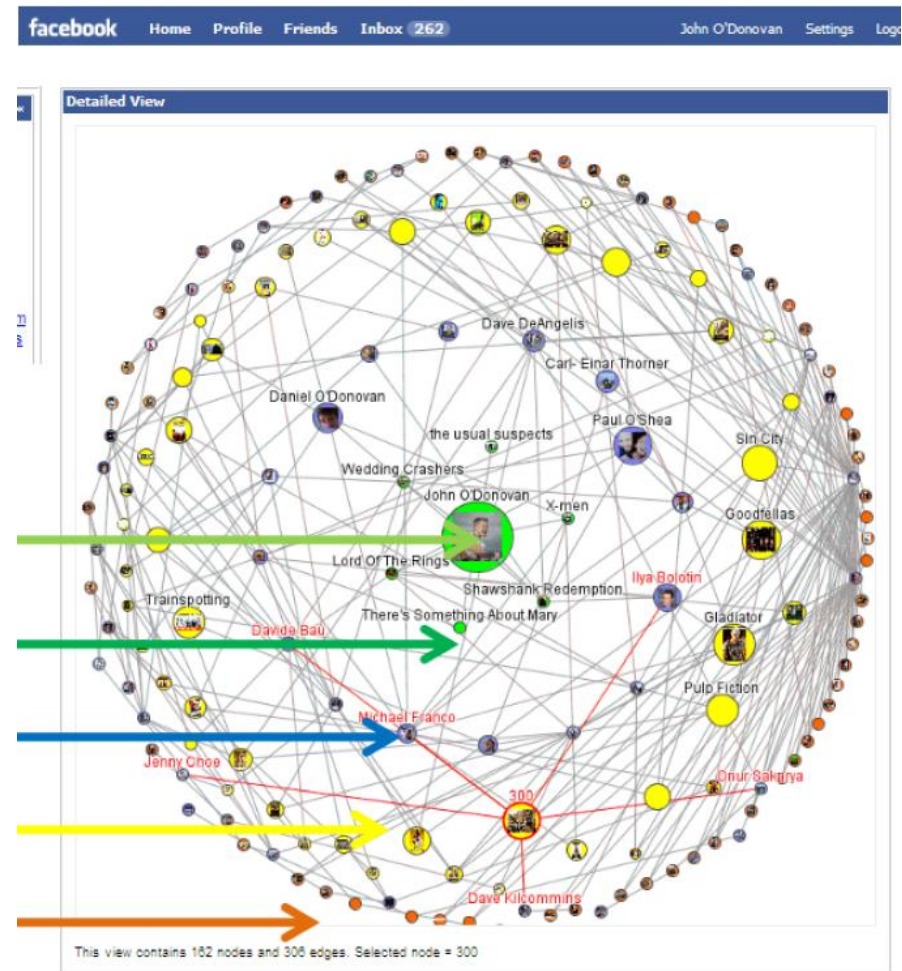 facebook Home Profile Friends Inbox 262 John O'Donovan Settings Logo
Detailed View
Dave DeAngelis
Carl- Einar Thorner
Daniel O'Donovan
Paul O'Shea
the usual suspects
Sin City
Wedding Crashers
John O'Donovan
X-men
Goodfellas
Lord Of The Rings
Ilya Bolotin
Shawshank Redemption
Trainspotting
There's Something About Mary
Gladiator
Davide Bau
Pulp Fiction
Michael Franco
Jenny Choe
Onur Sakarya
300
Dave Kilcommins
This view contains 162 nodes and 306 edges. Selected node = 300